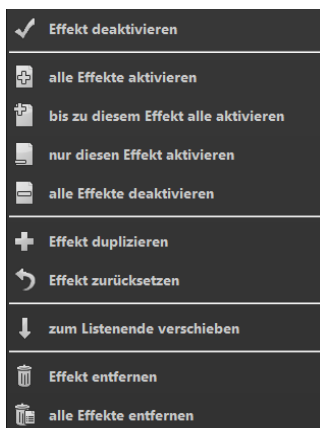 Effekt deaktivieren
alle Effekte aktivieren
bis zu diesem Effekt alle aktivieren
nur diesen Effekt aktivieren
alle Effekte deaktivieren
Effekt duplizieren
Effekt zurücksetzen
zum Listenende verschieben
Effekt entfernen
alle Effekte entfernen